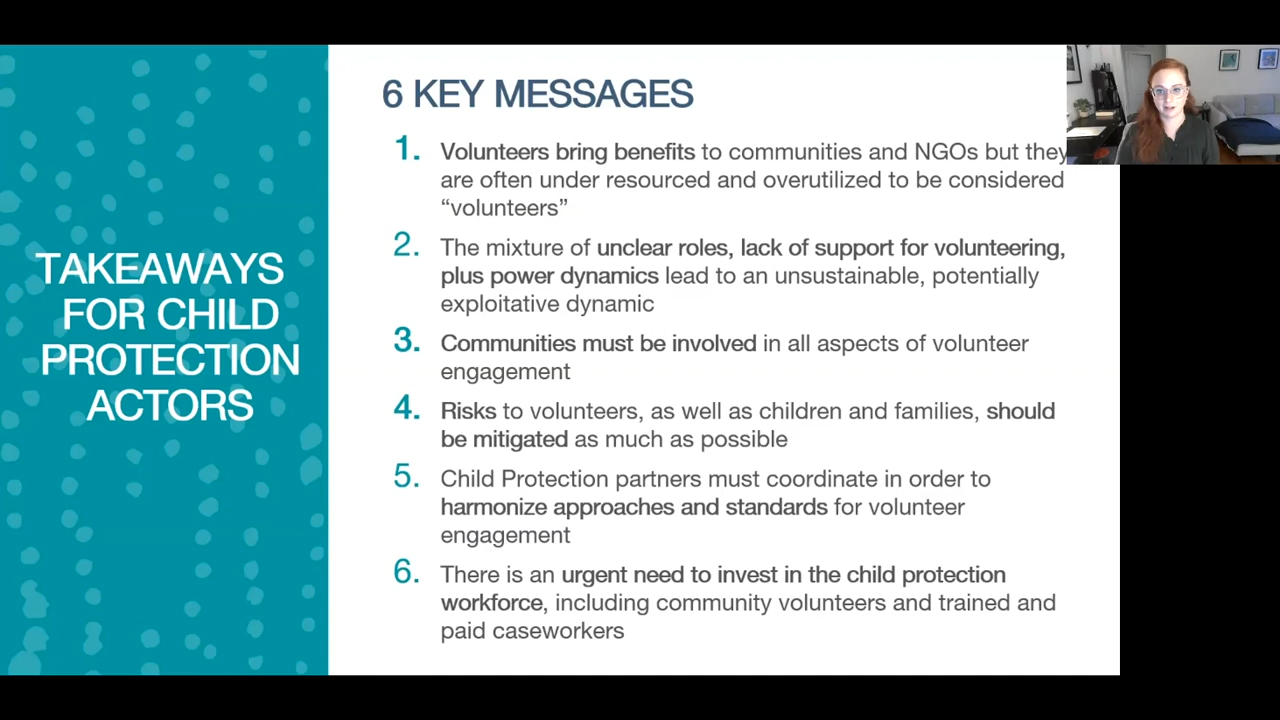 TAKEAWAYS
FOR CHILD
PROTECTION
ACTORS
6 KEY MESSAGES
1. Volunteers bring benefits to communities and NGOs but they
are often under resourced and overutilized to be considered
“volunteers”
2. The mixture of unclear roles, lack of support for volunteering,
plus power dynamics lead to an unsustainable, potentially
exploitative dynamic
3. Communities must be involved in all aspects of volunteer
engagement
4. Risks to volunteers, as well as children and families, should
be mitigated as much as possible
5. Child Protection partners must coordinate in order to
harmonize approaches and standards for volunteer
engagement
6. There is an urgent need to invest in the child protection
workforce, including community volunteers and trained and
paid caseworkers